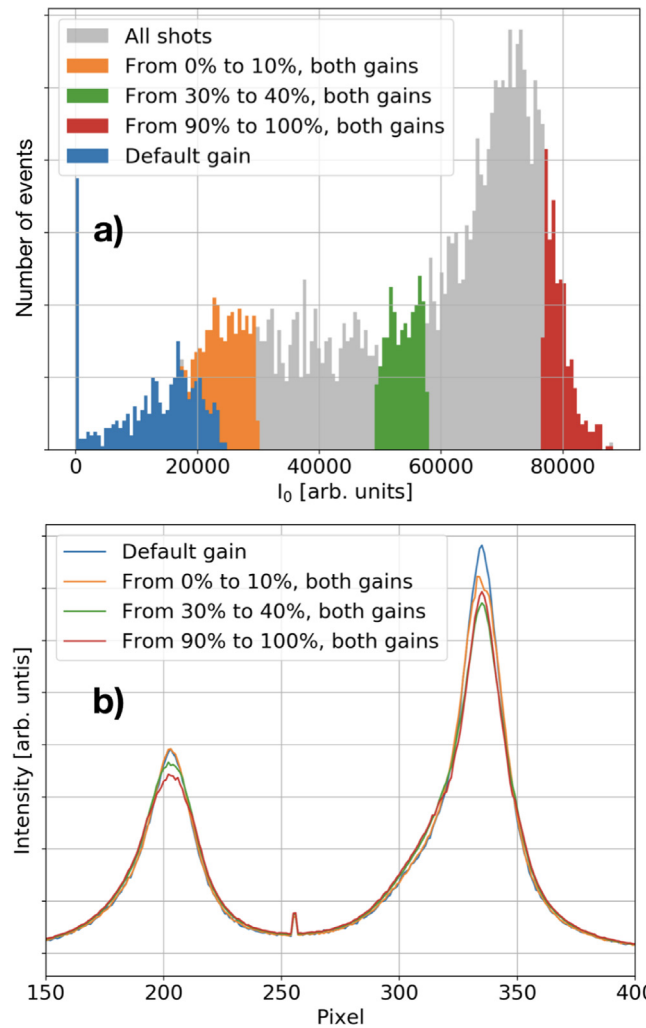 All shots
From 0% to 10%, both gains
From 30% to 40%, both gains
From 90% to 100%, both gains
Default gain
a)
Number of events
0 20000 40000 60000 80000
I₀ [arb. units]
Default gain
From 0% to 10%, both gains
From 30% to 40%, both gains
From 90% to 100%, both gains
b)
Intensity [arb. untis]
150 200 250 300 350 400
Pixel